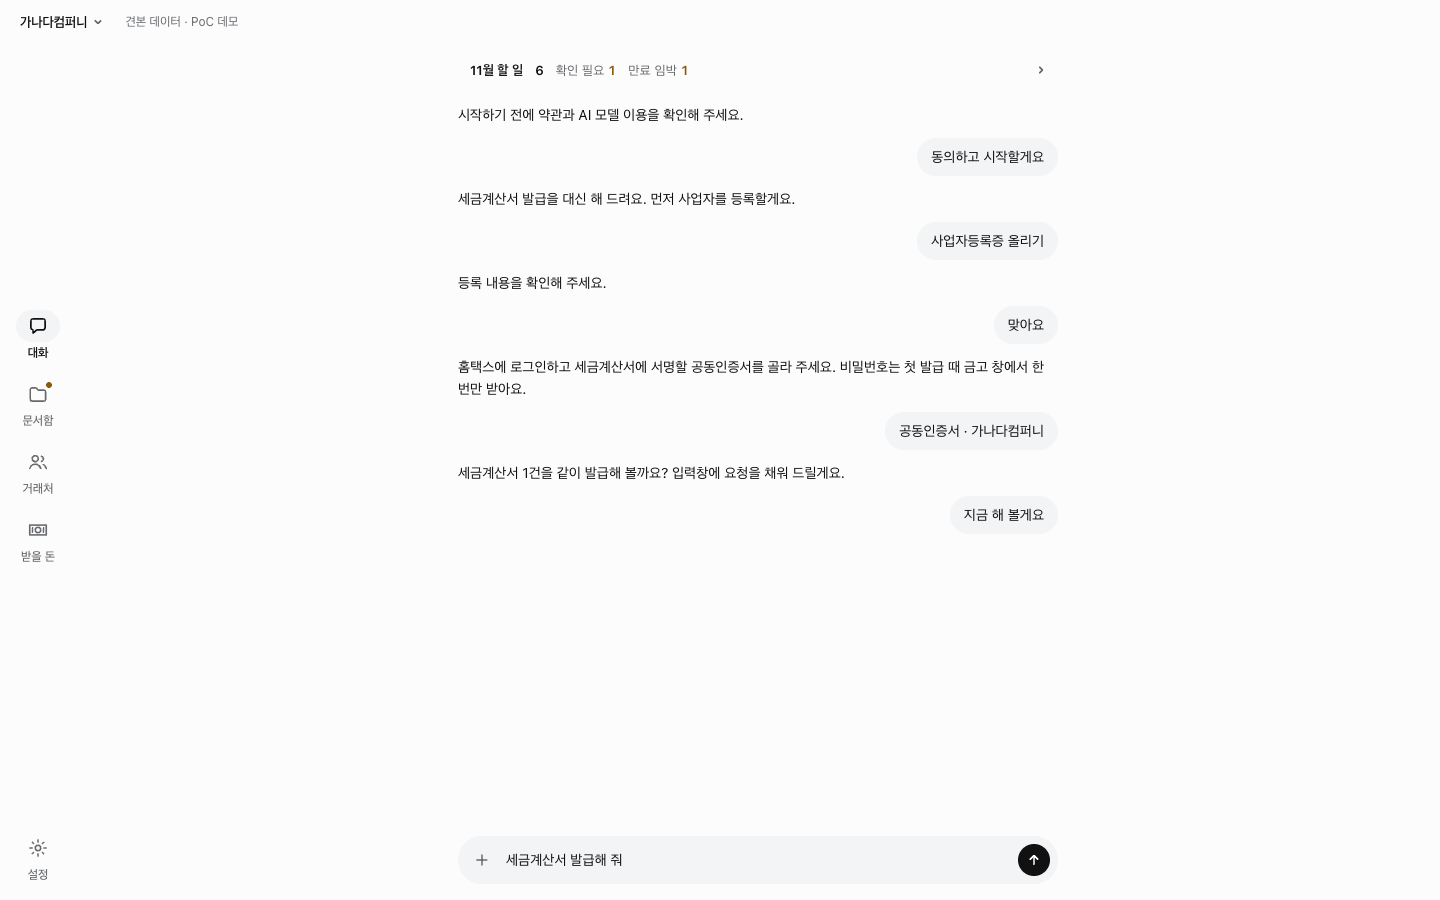 가나다컴퍼니
견본 데이터 · PoC 데모
11월 할 일 6 확인 필요 1 만료 임박 1
시작하기 전에 약관과 AI 모델 이용을 확인해 주세요.
동의하고 시작할게요
세금계산서 발급을 대신 해 드려요. 먼저 사업자를 등록할게요.
사업자등록증 올리기
등록 내용을 확인해 주세요.
맞아요
홈택스에 로그인하고 세금계산서에 서명할 공동인증서를 골라 주세요. 비밀번호는 첫 발급 때 금고 창에서 한
번만 받아요.
공동인증서 · 가나다컴퍼니
세금계산서 1건을 같이 발급해 볼까요? 입력창에 요청을 채워 드릴게요.
지금 해 볼게요
대화
문서함
거래처
받을 돈
설정
세금계산서 발급해 줘